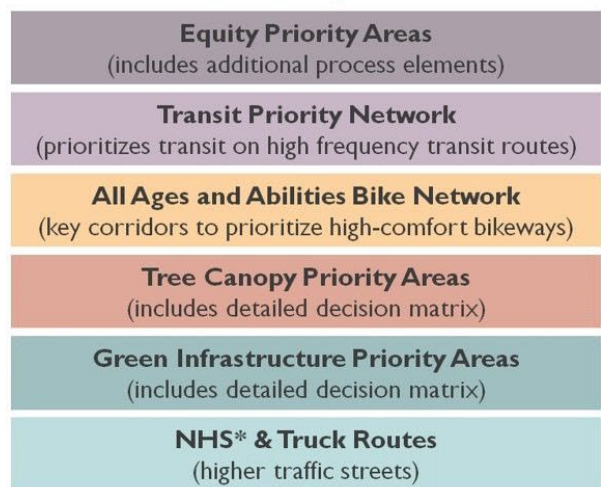 Equity Priority Areas
(includes additional process elements)
Transit Priority Network
(prioritizes transit on high frequency transit routes)
All Ages and Abilities Bike Network
(key corridors to prioritize high-comfort bikeways)
Tree Canopy Priority Areas
(includes detailed decision matrix)
Green Infrastructure Priority Areas
(includes detailed decision matrix)
NHS* & Truck Routes
(higher traffic streets)